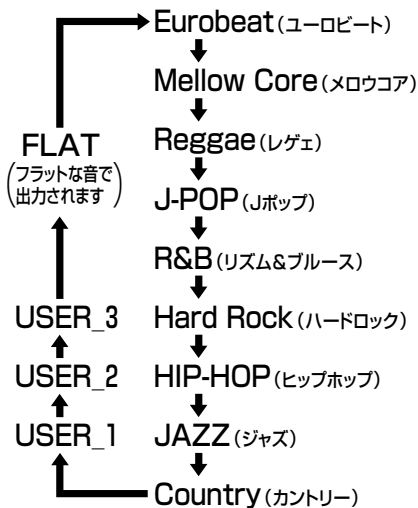 Eurobeat(ユーロビート)
Mellow Core(メロウコア)
Reggae(レゲェ)
J-POP(Jポップ)
R&B(リズム&ブルース)
Hard Rock(ハードロック)
HIP-HOP(ヒップホップ)
JAZZ(ジャズ)
Country(カントリー)
USER_1
USER_2
USER_3
FLAT
(フラットな音で
出力されます)